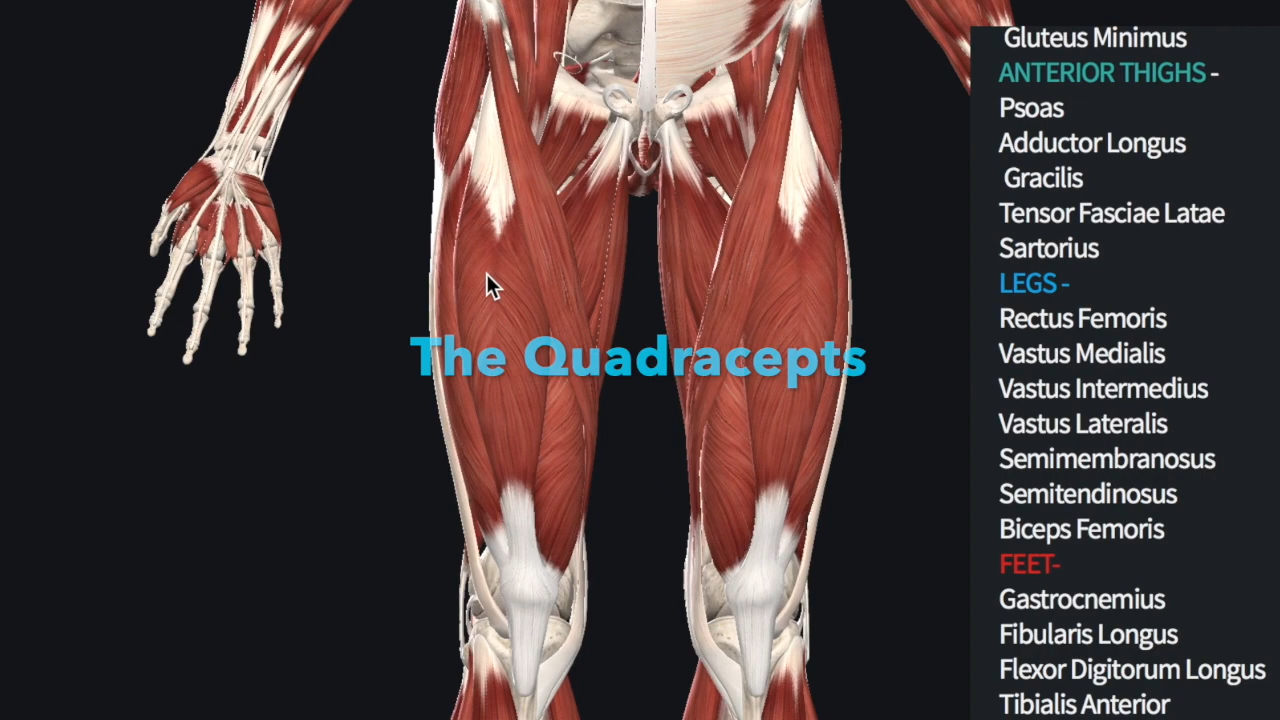 The Quadracepts
Gluteus Minimus
ANTERIOR THIGHS -
Psoas
Adductor Longus
Gracilis
Tensor Fasciae Latae
Sartorius
LEGS -
Rectus Femoris
Vastus Medialis
Vastus Intermedius
Vastus Lateralis
Semimembranosus
Semitendinosus
Biceps Femoris
FEET-
Gastrocnemius
Fibularis Longus
Flexor Digitorum Longus
Tibialis Anterior